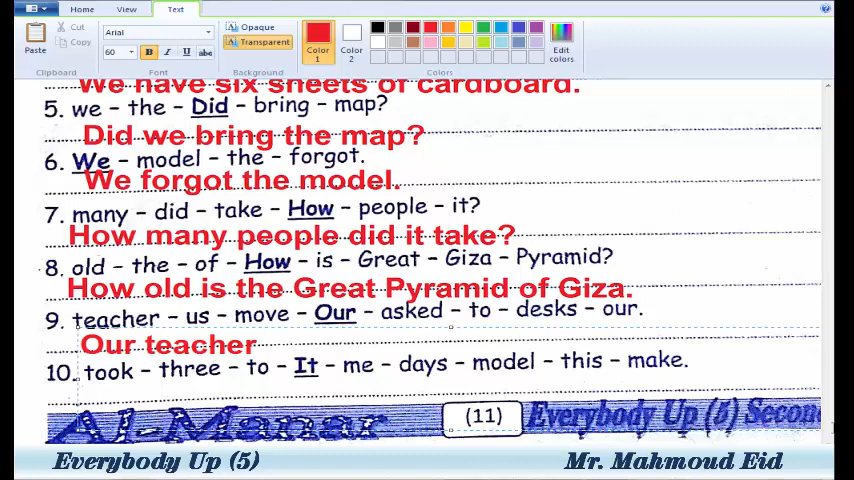 Home View Text
Paste
Cut
Copy
Clipboard
Arial
60
B I U abc
Font
Opaque
Transparent
Background
Color 1
Color 2
Edit colors
Colors
We have six sheets of cardboard.
5. we – the – Did – bring – map?
Did we bring the map?
6. We – model – the – forgot.
We forgot the model.
7. many – did – take – How – people – it?
How many people did it take?
8. old – the – of – How – is – Great – Giza – Pyramid?
How old is the Great Pyramid of Giza.
9. teacher – us – move – Our – asked – to – desks – our.
Our teacher
10. took – three – to – It – me – days – model – this – make.
Al-Manar (11) Everybody Up (5) Secon
Everybody Up (5) Mr. Mahmoud Eid